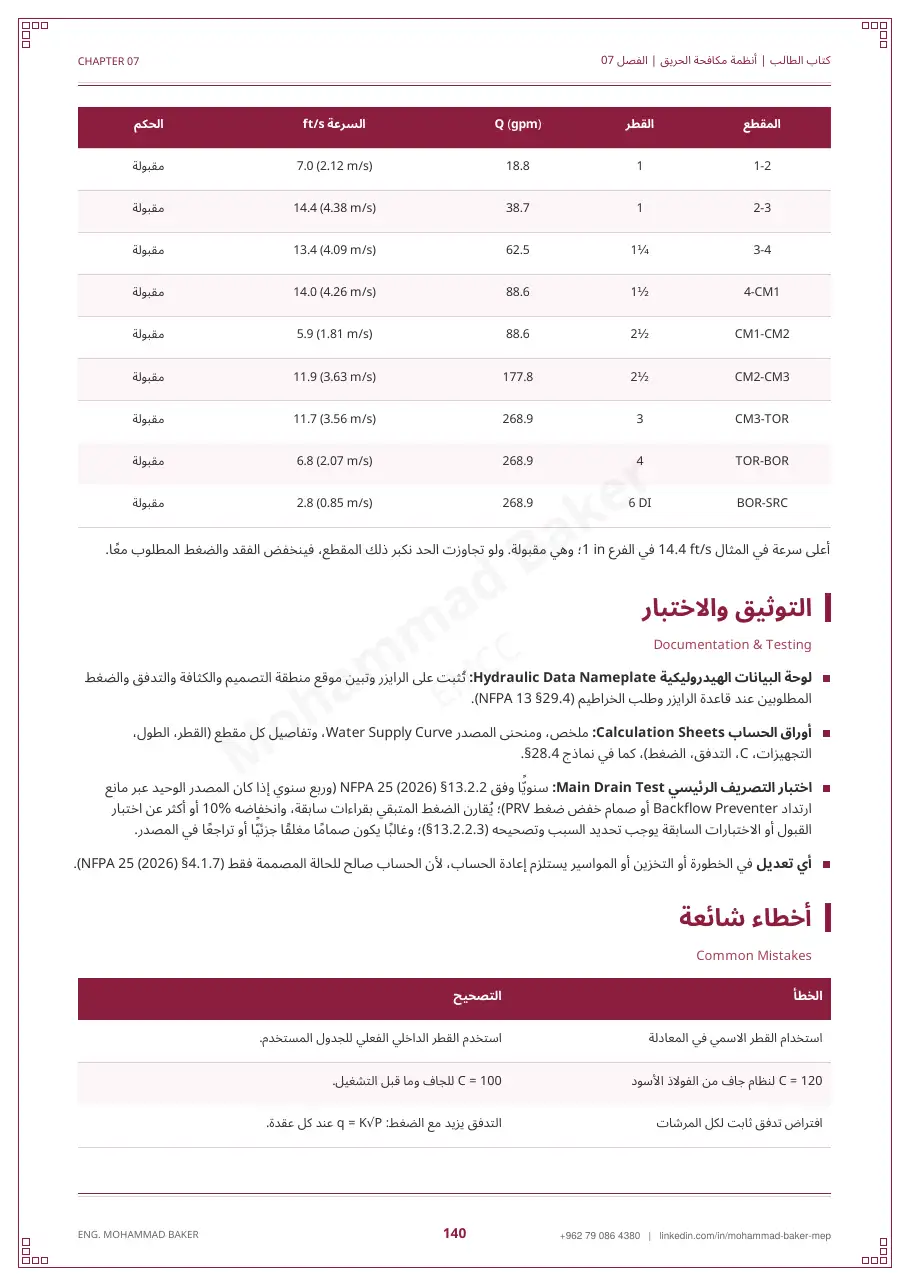 كتاب الطالب | أنظمة مكافحة الحريق | الفصل 07
CHAPTER 07
المقطع القطر Q (gpm) السرعة ft/s الحكم
1-2 1 18.8 7.0 (2.12 m/s) مقبولة
2-3 1 38.7 14.4 (4.38 m/s) مقبولة
3-4 1¼ 62.5 13.4 (4.09 m/s) مقبولة
4-CM1 1½ 88.6 14.0 (4.26 m/s) مقبولة
CM1-CM2 2½ 88.6 5.9 (1.81 m/s) مقبولة
CM2-CM3 2½ 177.8 11.9 (3.63 m/s) مقبولة
CM3-TOR 3 268.9 11.7 (3.56 m/s) مقبولة
TOR-BOR 4 268.9 6.8 (2.07 m/s) مقبولة
BOR-SRC 6 DI 268.9 2.8 (0.85 m/s) مقبولة
أعلى سرعة في المثال 14.4 ft/s في الفرع 1 in؛ وهي مقبولة. ولو تجاوزت الحد نكبر ذلك المقطع، فينخفض الفقد والضغط المطلوب معًا.
Mohammad Baker
التوثيق والاختبار
Documentation & Testing
لوحة البيانات الهيدروليكية Hydraulic Data Nameplate: تُثبت على الرايزر وتبين موقع منطقة التصميم والكثافة والتدفق والضغط
المطلوبين عند قاعدة الرايزر وطلب الخراطيم (NFPA 13 §29.4).
أوراق الحساب Calculation Sheets: ملخص، ومنحنى المصدر Water Supply Curve، وتفاصيل كل مقطع (القطر، الطول،
التجهيزات، C، التدفق، الضغط)، كما في نماذج §28.4.
اختبار التصريف الرئيسي Main Drain Test: سنويًّا وفق NFPA 25 (2026) §13.2.2 (وربع سنوي إذا كان المصدر الوحيد عبر مانع
ارتداد Backflow Preventer أو صمام خفض ضغط PRV)؛ يُقارن الضغط المتبقي بقراءات سابقة، وانخفاضه 10% أو أكثر عن اختبار
القبول أو الاختبارات السابقة يوجب تحديد السبب وتصحيحه (§13.2.2.3)؛ وغالبًا يكون صمامًا مغلقًا جزئيًّا أو تراجعًا في المصدر.
أي تعديل في الخطورة أو التخزين أو المواسير يستلزم إعادة الحساب، لأن الحساب صالح للحالة المصممة فقط (NFPA 25 (2026) §4.1.7).
أخطاء شائعة
Common Mistakes
الخطأ التصحيح
استخدام القطر الاسمي في المعادلة استخدم القطر الداخلي الفعلي للجدول المستخدم.
C = 120 لنظام جاف من الفولاذ الأسود C = 100 للجاف وما قبل التشغيل.
افتراض تدفق ثابت لكل المرشات التدفق يزيد مع الضغط: q = K√P عند كل عقدة.
ENG. MOHAMMAD BAKER
140
+962 79 086 4380 | linkedin.com/in/mohammad-baker-mep